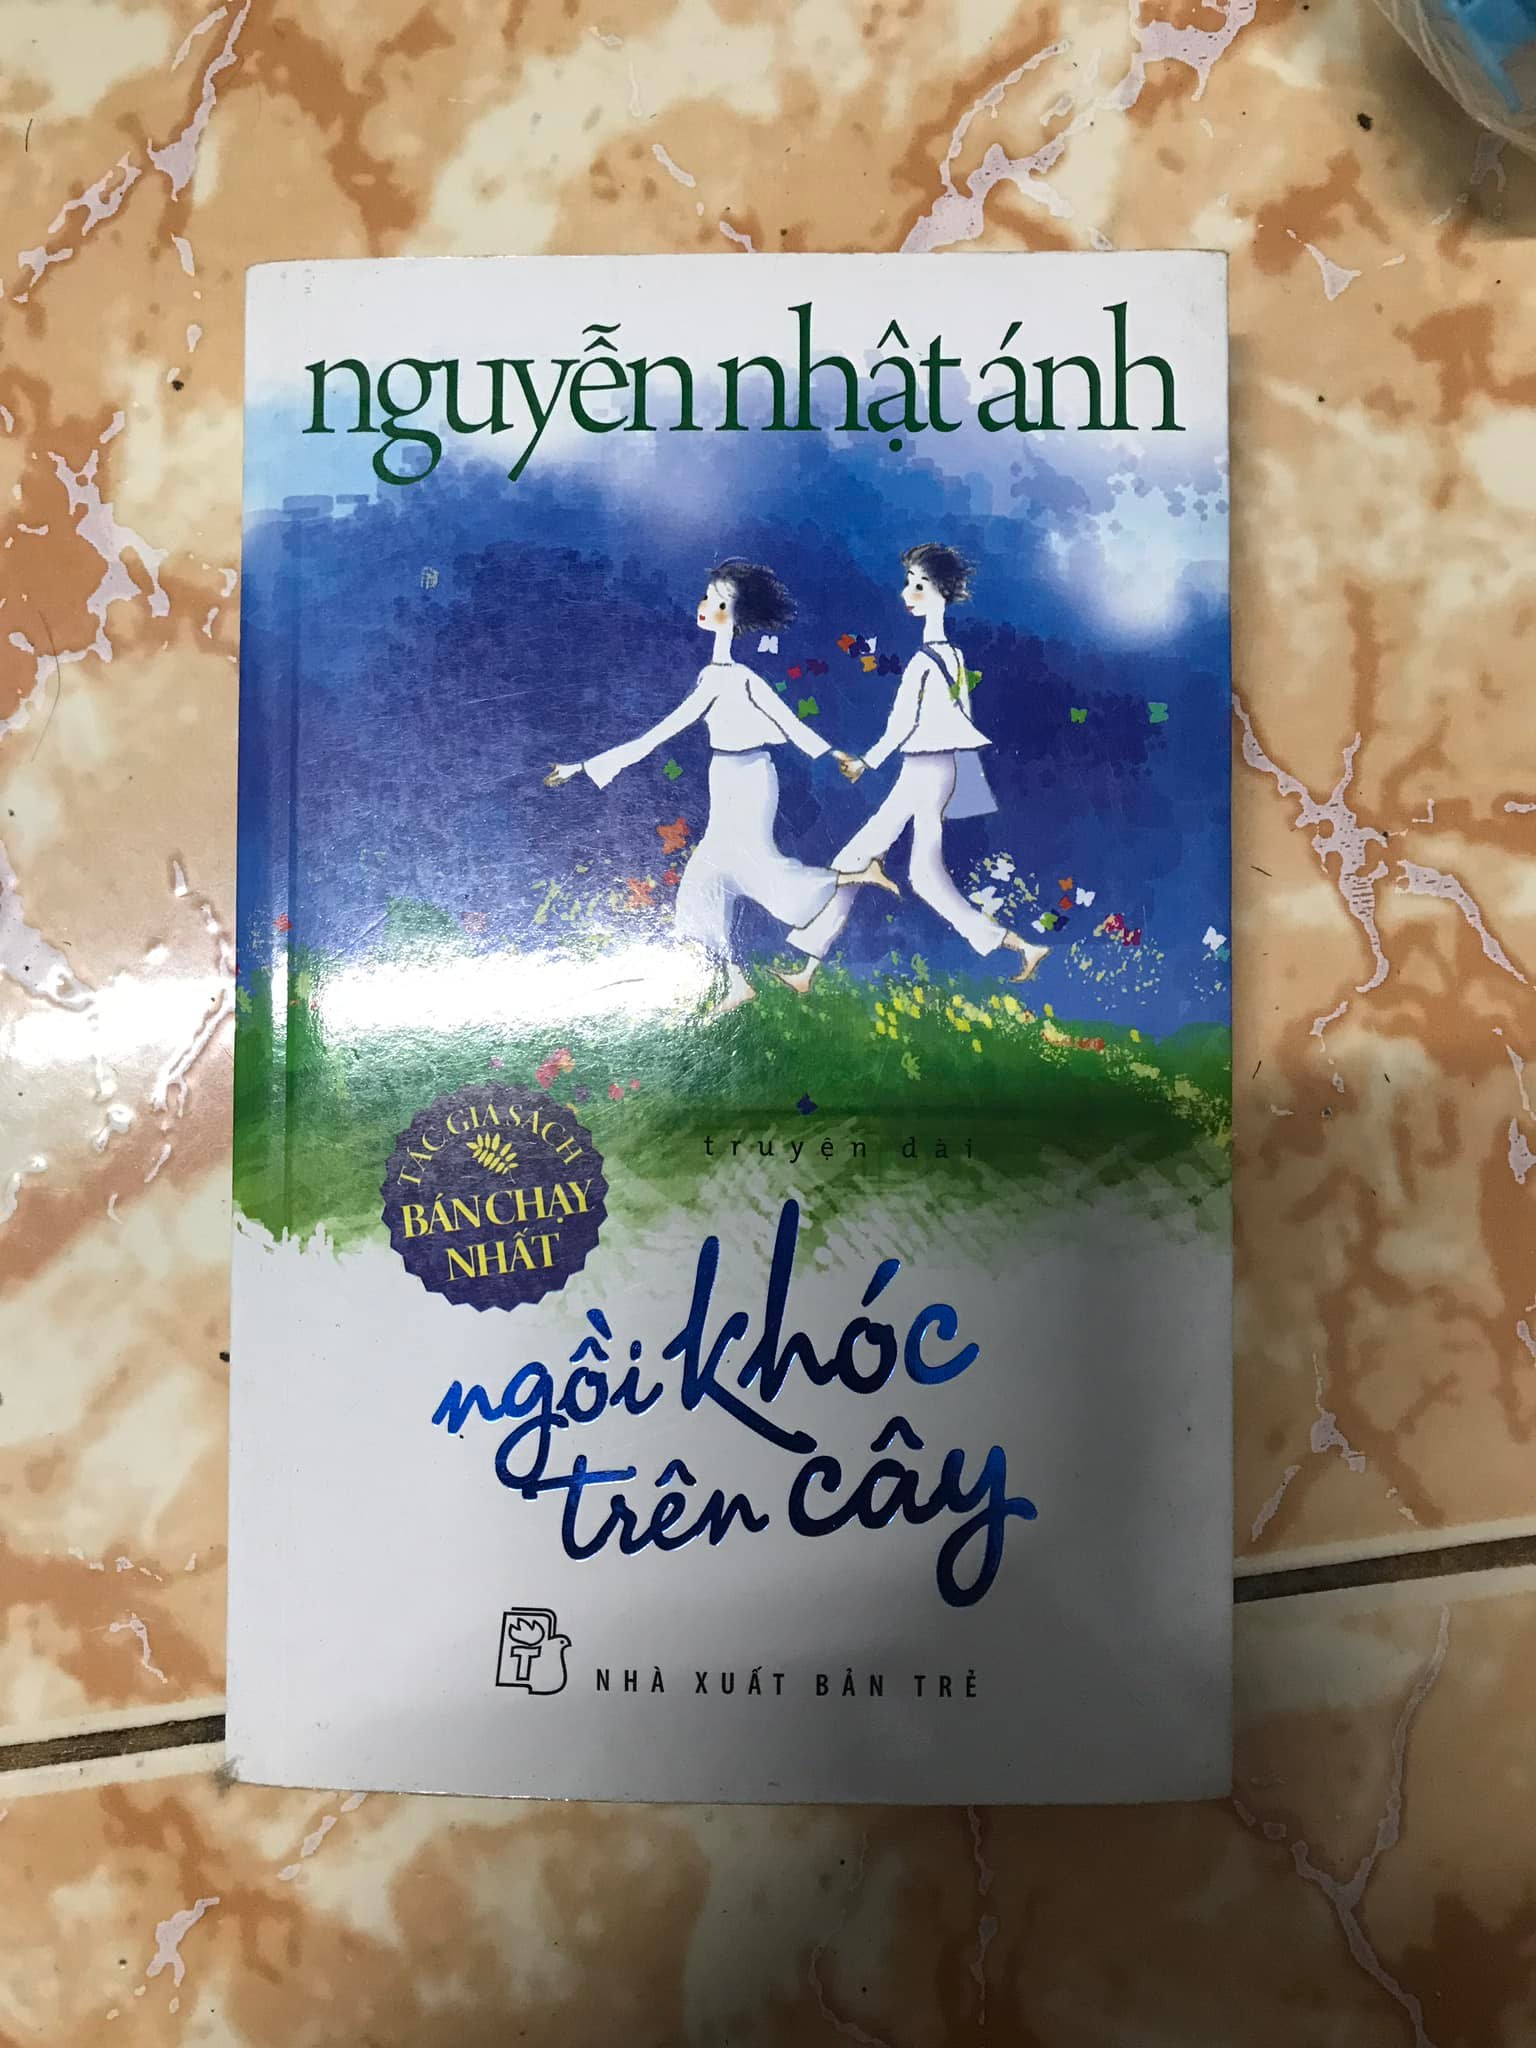 nguyễn nhật ánh
TÁC GIẢ SÁCH
BÁN CHẠY
NHẤT
truyện dài
ngồi khóc
trên cây
T
NHÀ XUẤT BẢN TRẺ